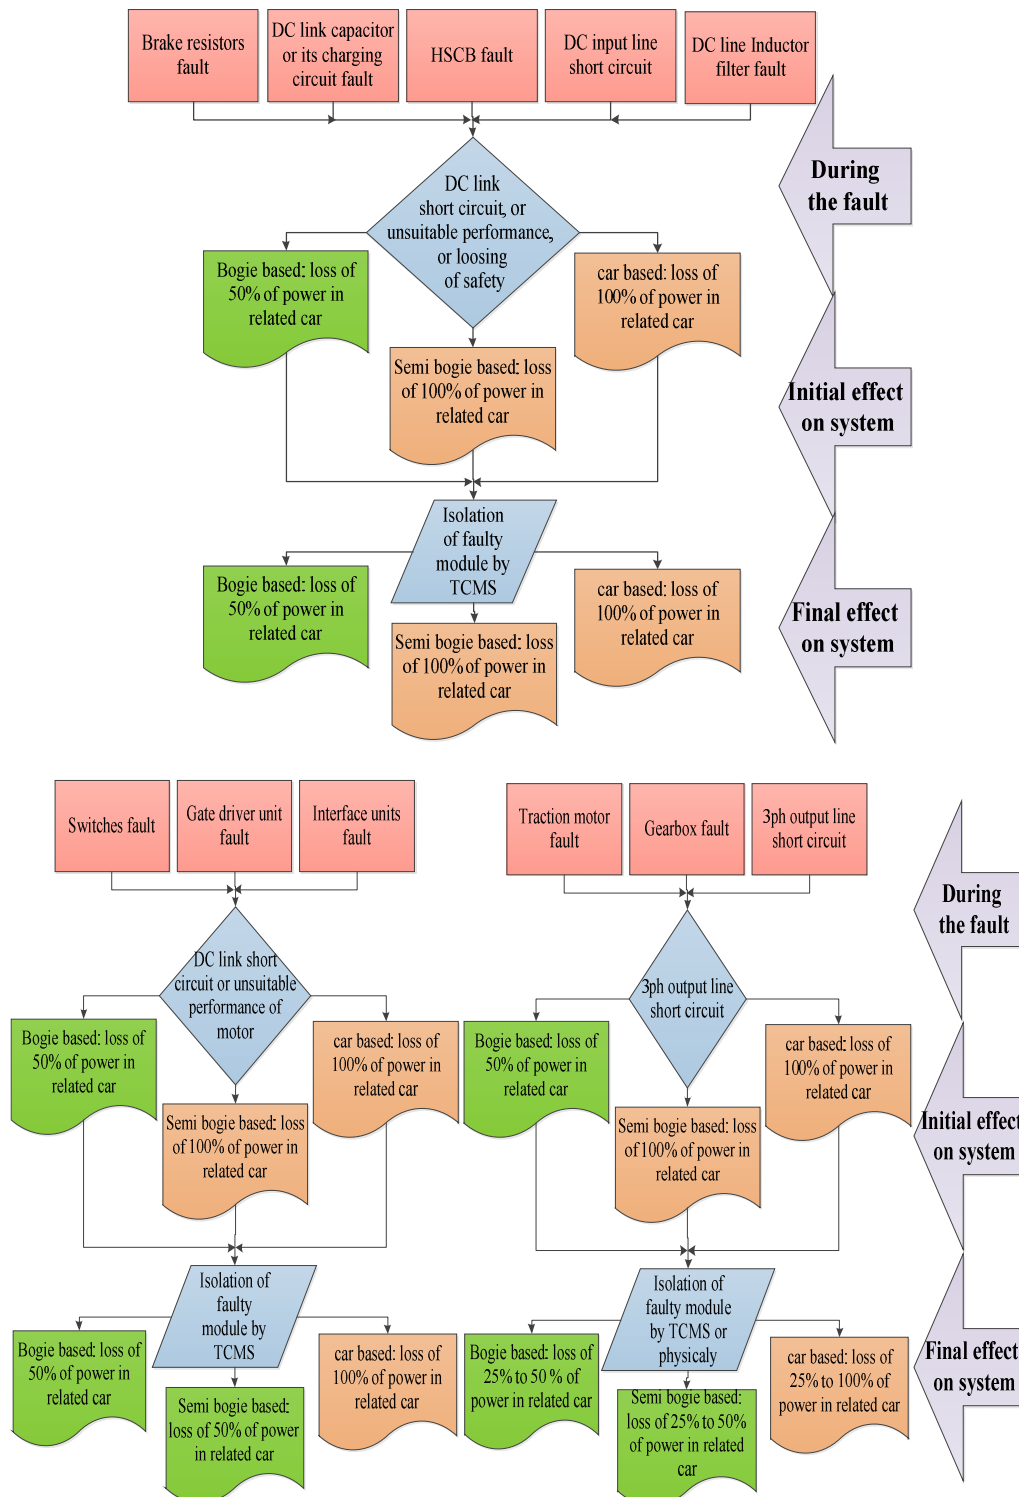 Brake resistors
fault
DC link capacitor
or its charging
circuit fault
HSCB fault
DC input line
short circuit
DC line Inductor
filter fault
During
the fault
DC link
short circuit, or
unsuitable performance,
or loosing
of safety
Bogie based: loss of
50% of power in
related car
car based: loss of
100% of power in
related car
Semi bogie based: loss
of 100% of power in
related car
Initial effect
on system
Isolation
of faulty
module by
TCMS
Bogie based: loss of
50% of power in
related car
car based: loss of
100% of power in
related car
Semi bogie based: loss
of 100% of power in
related car
Final effect
on system
Switches fault
Gate driver unit
fault
Interface units
fault
Traction motor
fault
Gearbox fault
3ph output line
short circuit
During
the fault
DC link short
circuit or unsuitable
performance of
motor
Bogie based: loss of
50% of power in
related car
car based: loss of
100% of power in
related car
Semi bogie based: loss
of 100% of power in
related car
3ph output line
short circuit
Bogie based: loss of
50% of power in
related car
car based: loss of
100% of power in
related car
Semi bogie based: loss
of 100% of power in
related car
Initial effect
on system
Isolation of
faulty
module by
TCMS
Bogie based: loss of
50% of power in
related car
car based: loss of
100% of power in
related car
Semi bogie based:
loss of 50% of power
in related car
Isolation of
faulty module
by TCMS or
physicaly
Bogie based: loss of
25% to 50 % of
power in related car
car based: loss of
25% to 100% of
power in related car
Semi bogie based:
loss of 25% to 50%
of power in related
car
Final effect
on system